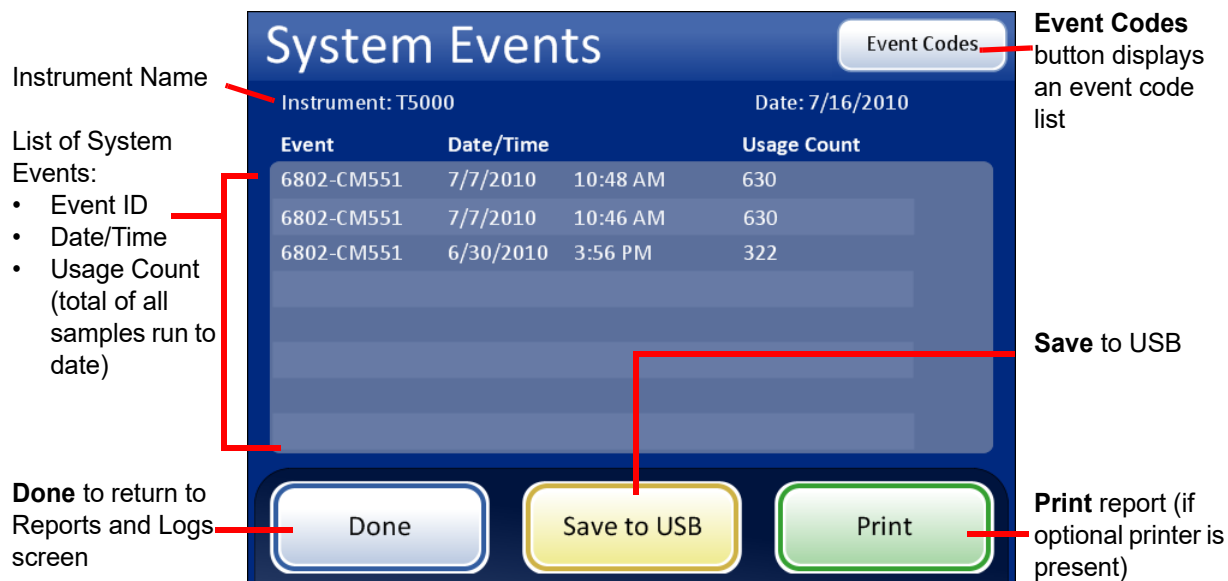 System Events
Event Codes
Instrument: T5000
Date: 7/16/2010
Event Date/Time Usage Count
6802-CM551 7/7/2010 10:48 AM 630
6802-CM551 7/7/2010 10:46 AM 630
6802-CM551 6/30/2010 3:56 PM 322
Done
Save to USB
Print
Instrument Name
List of System
Events:
• Event ID
• Date/Time
• Usage Count
(total of all
samples run to
date)
Done to return to
Reports and Logs
screen
Event Codes
button displays
an event code
list
Save to USB
Print report (if
optional printer is
present)